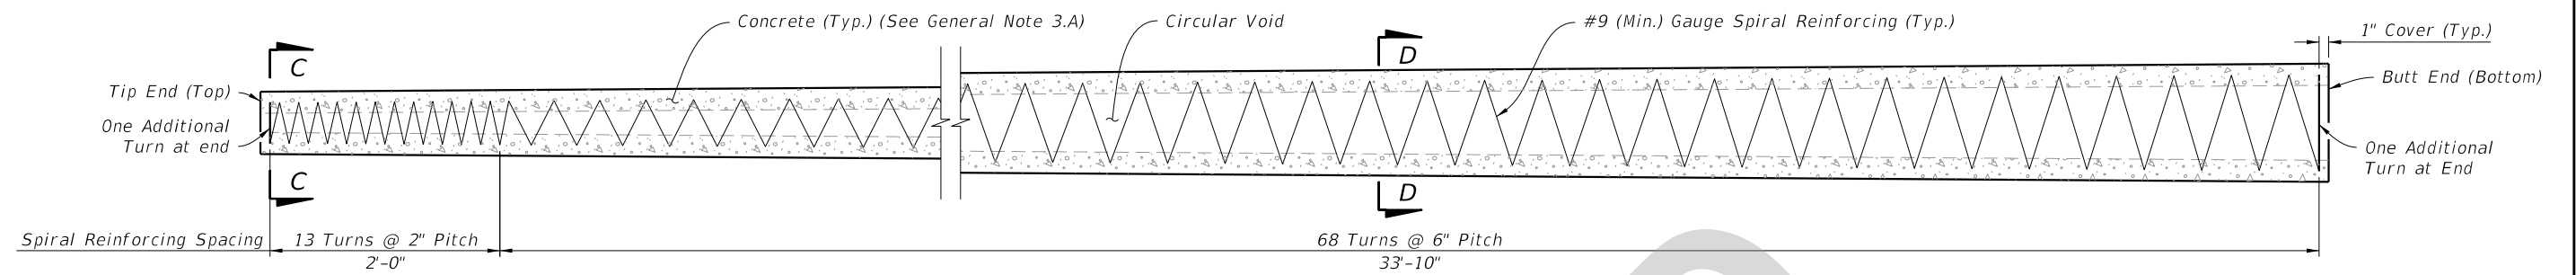 Concrete (Typ.) (See General Note 3.A)
Circular Void
#9 (Min.) Gauge Spiral Reinforcing (Typ.)
1" Cover (Typ.)
C
D
Tip End (Top)
Butt End (Bottom)
One Additional
Turn at end
One Additional
Turn at End
C
D
Spiral Reinforcing Spacing
13 Turns @ 2" Pitch
2'-0"
68 Turns @ 6" Pitch
33'-10"